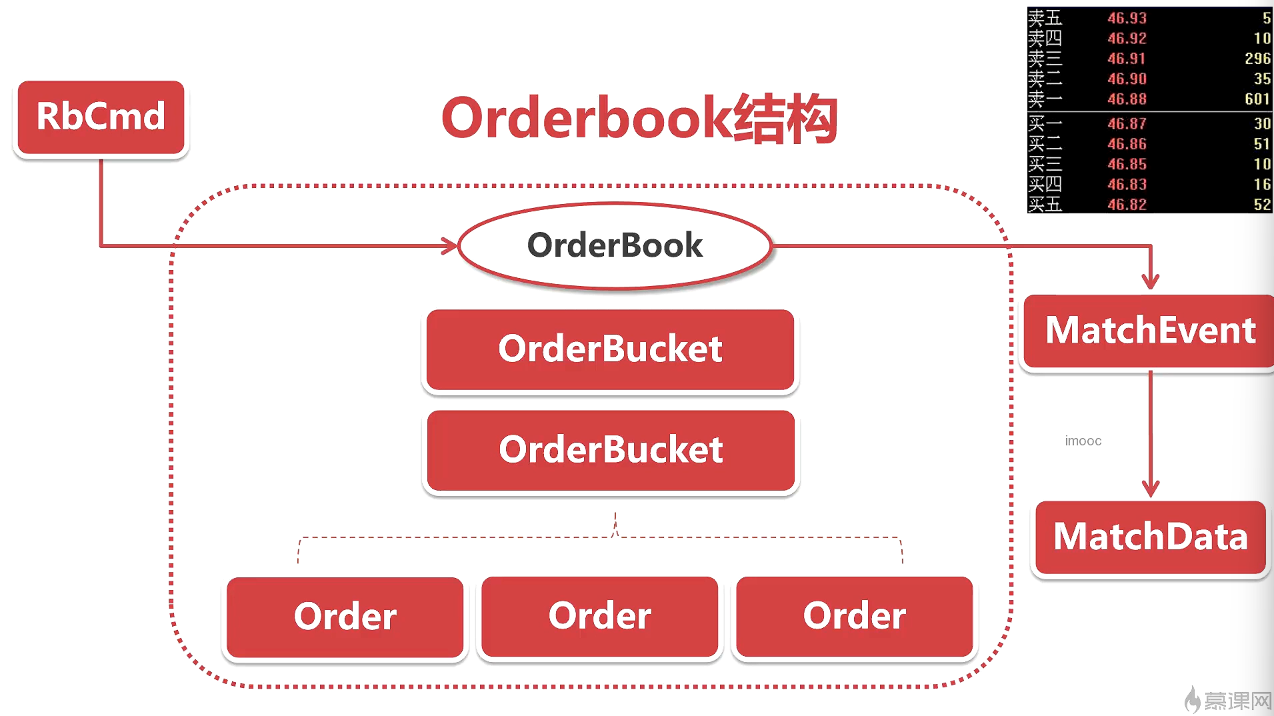 卖五 46.93 5
卖四 46.92 10
卖三 46.91 296
卖二 46.90 35
卖一 46.88 601
买一 46.87 30
买二 46.86 51
买三 46.85 10
买四 46.83 16
买五 46.82 52
RbCmd
Orderbook结构
OrderBook
OrderBucket
MatchEvent
OrderBucket
imooc
MatchData
Order Order Order
慕课网